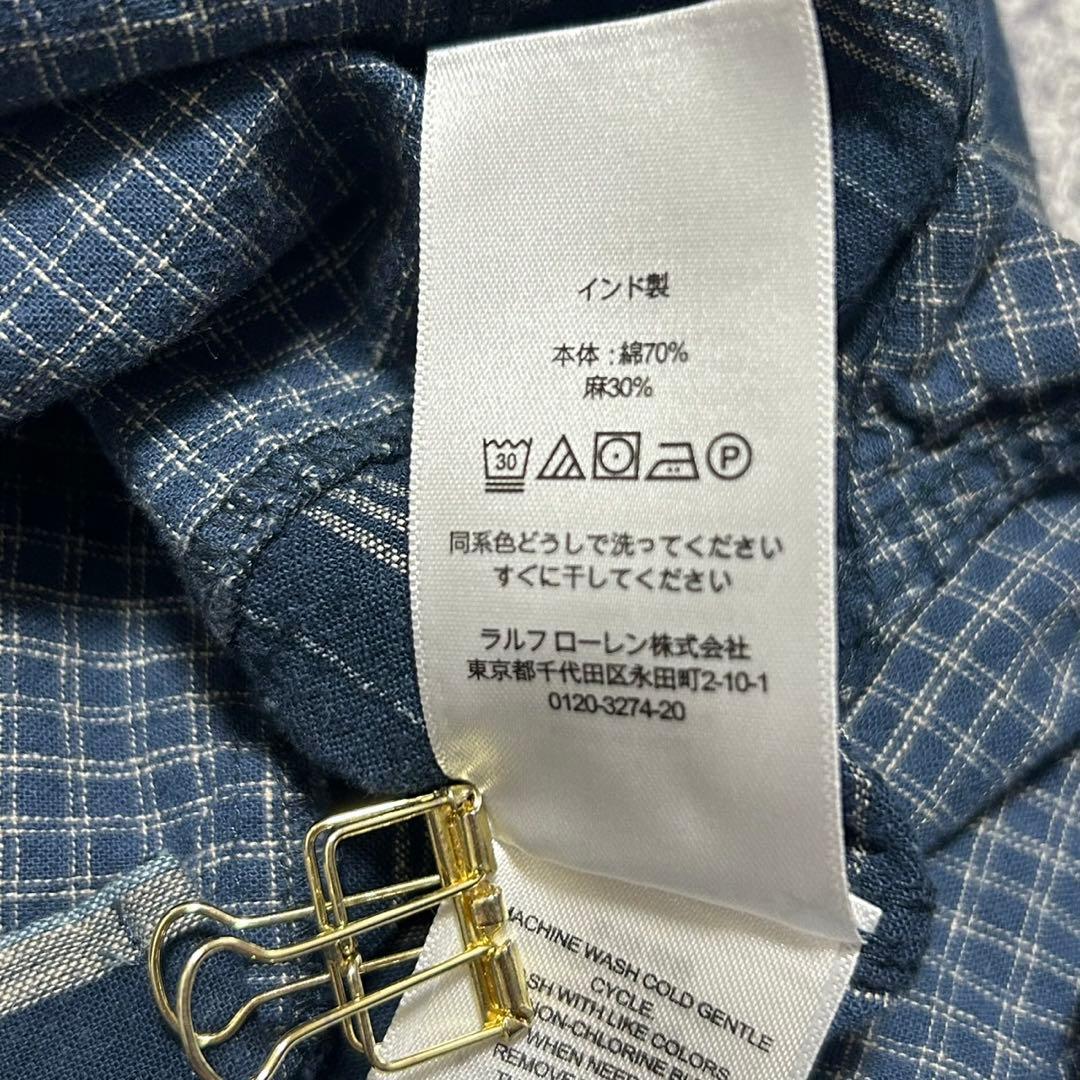 インド製
本体 : 綿70%
麻30%
30 P
同系色どうしで洗ってください
すぐに干してください
ラルフ ローレン株式会社
東京都千代田区永田町2-10-1
0120-3274-20
MACHINE WASH COLD GENTLE
CYCLE
WITH LIKE COLORS
NON-CHLORINE
WHEN
REMOVE